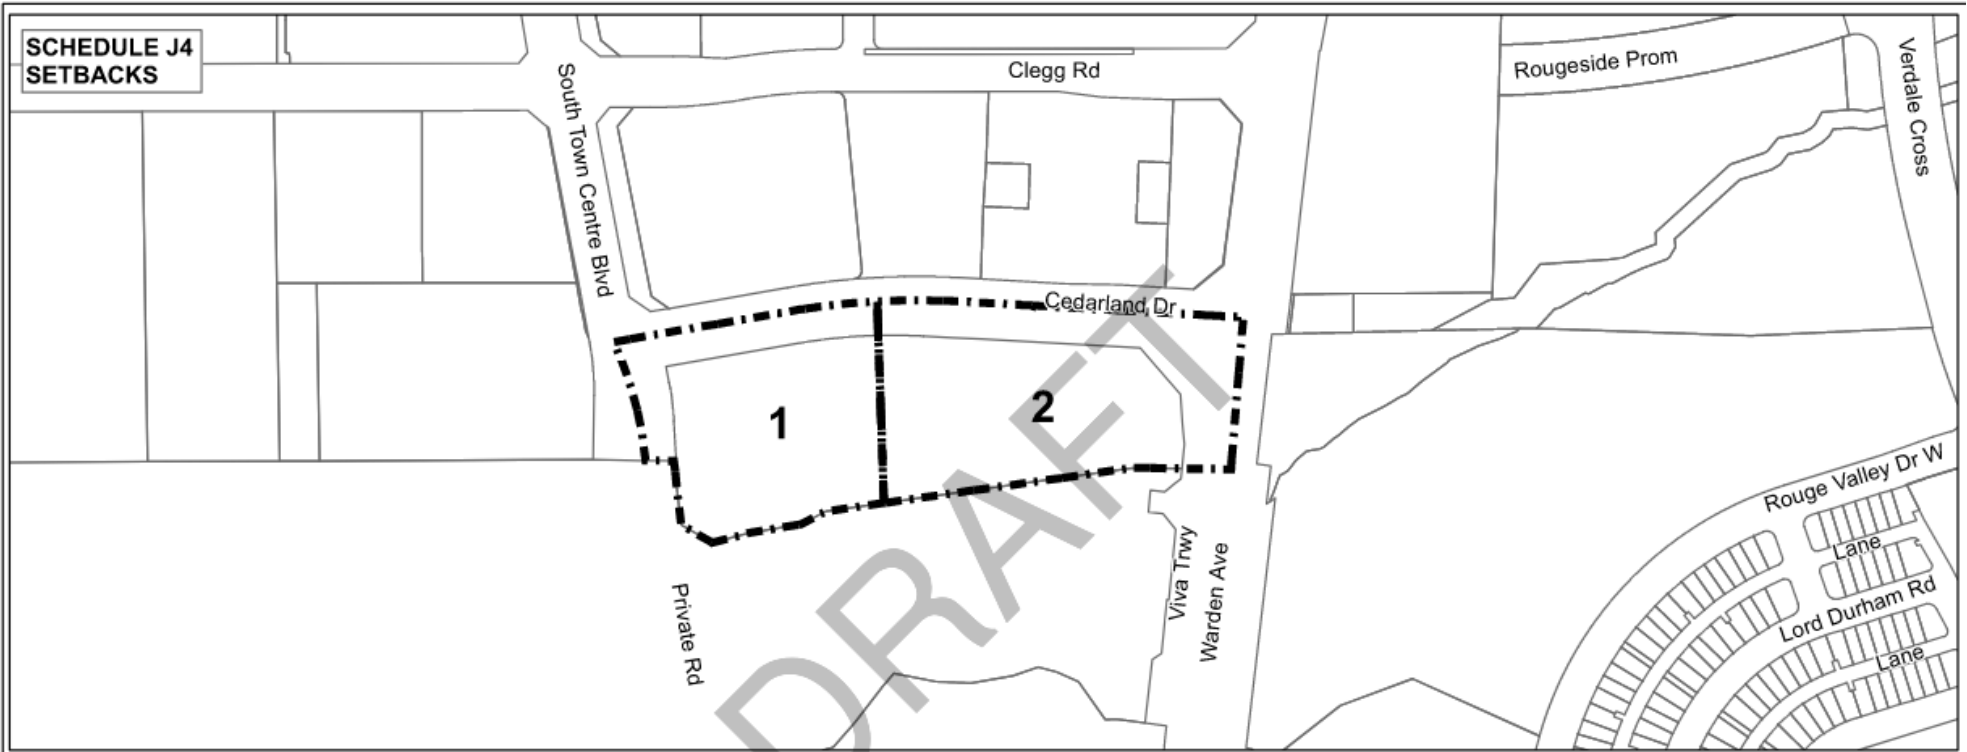 SCHEDULE J4
SETBACKS
Clegg Rd
Rougeside Prom
Verdale Cross
South Town Centre Blvd
Cedarland Dr
1
2
Rouge Valley Dr W
Lane
Lord Durham Rd
Lane
Viva Trwy
Warden Ave
Private Rd
DRAFT